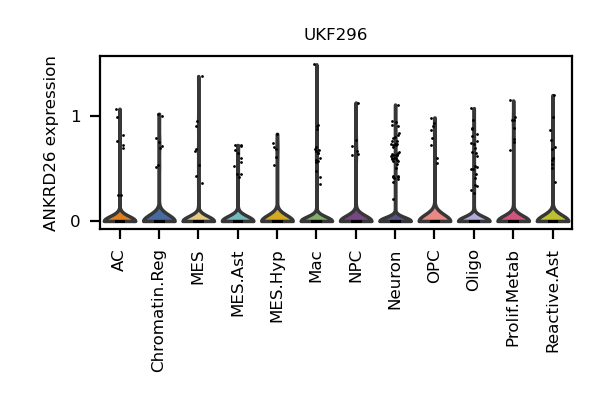 UKF296
ANKRD26 expression
1
0
AC
Chromatin.Reg
MES
MES.Ast
MES.Hyp
Mac
NPC
Neuron
OPC
Oligo
Prolif.Metab
Reactive.Ast